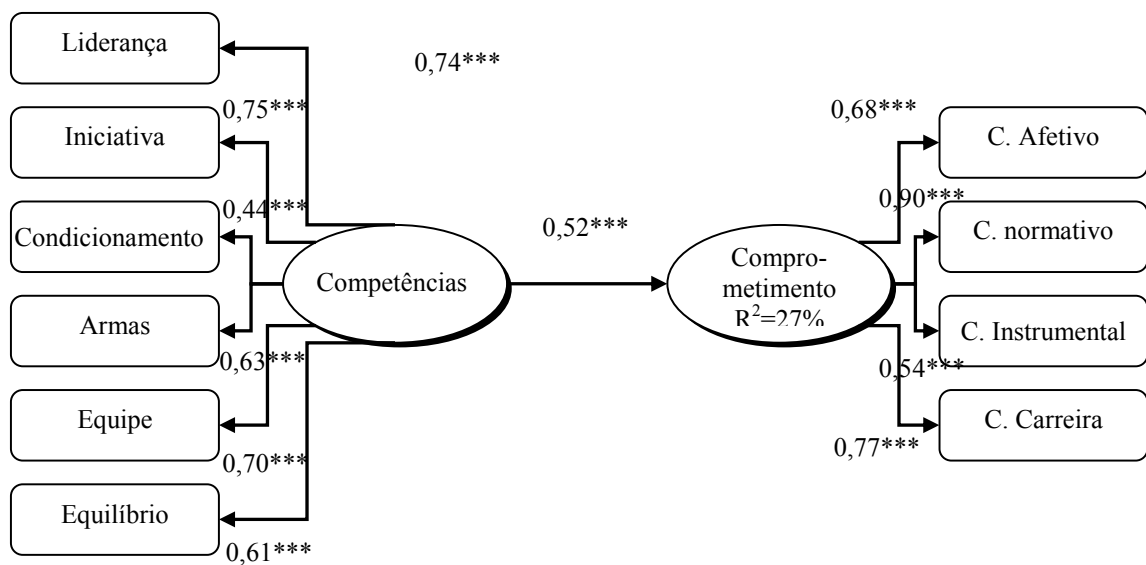 Liderança
0,74***
0,75***
Iniciativa
0,44***
Condicionamento
Armas
0,63***
Equipe
0,70***
Equilíbrio
0,61***
Competências
0,52***
Compro-
metimento
R²=27%
0,68***
C. Afetivo
0,90***
C. normativo
C. Instrumental
0,54***
C. Carreira
0,77***